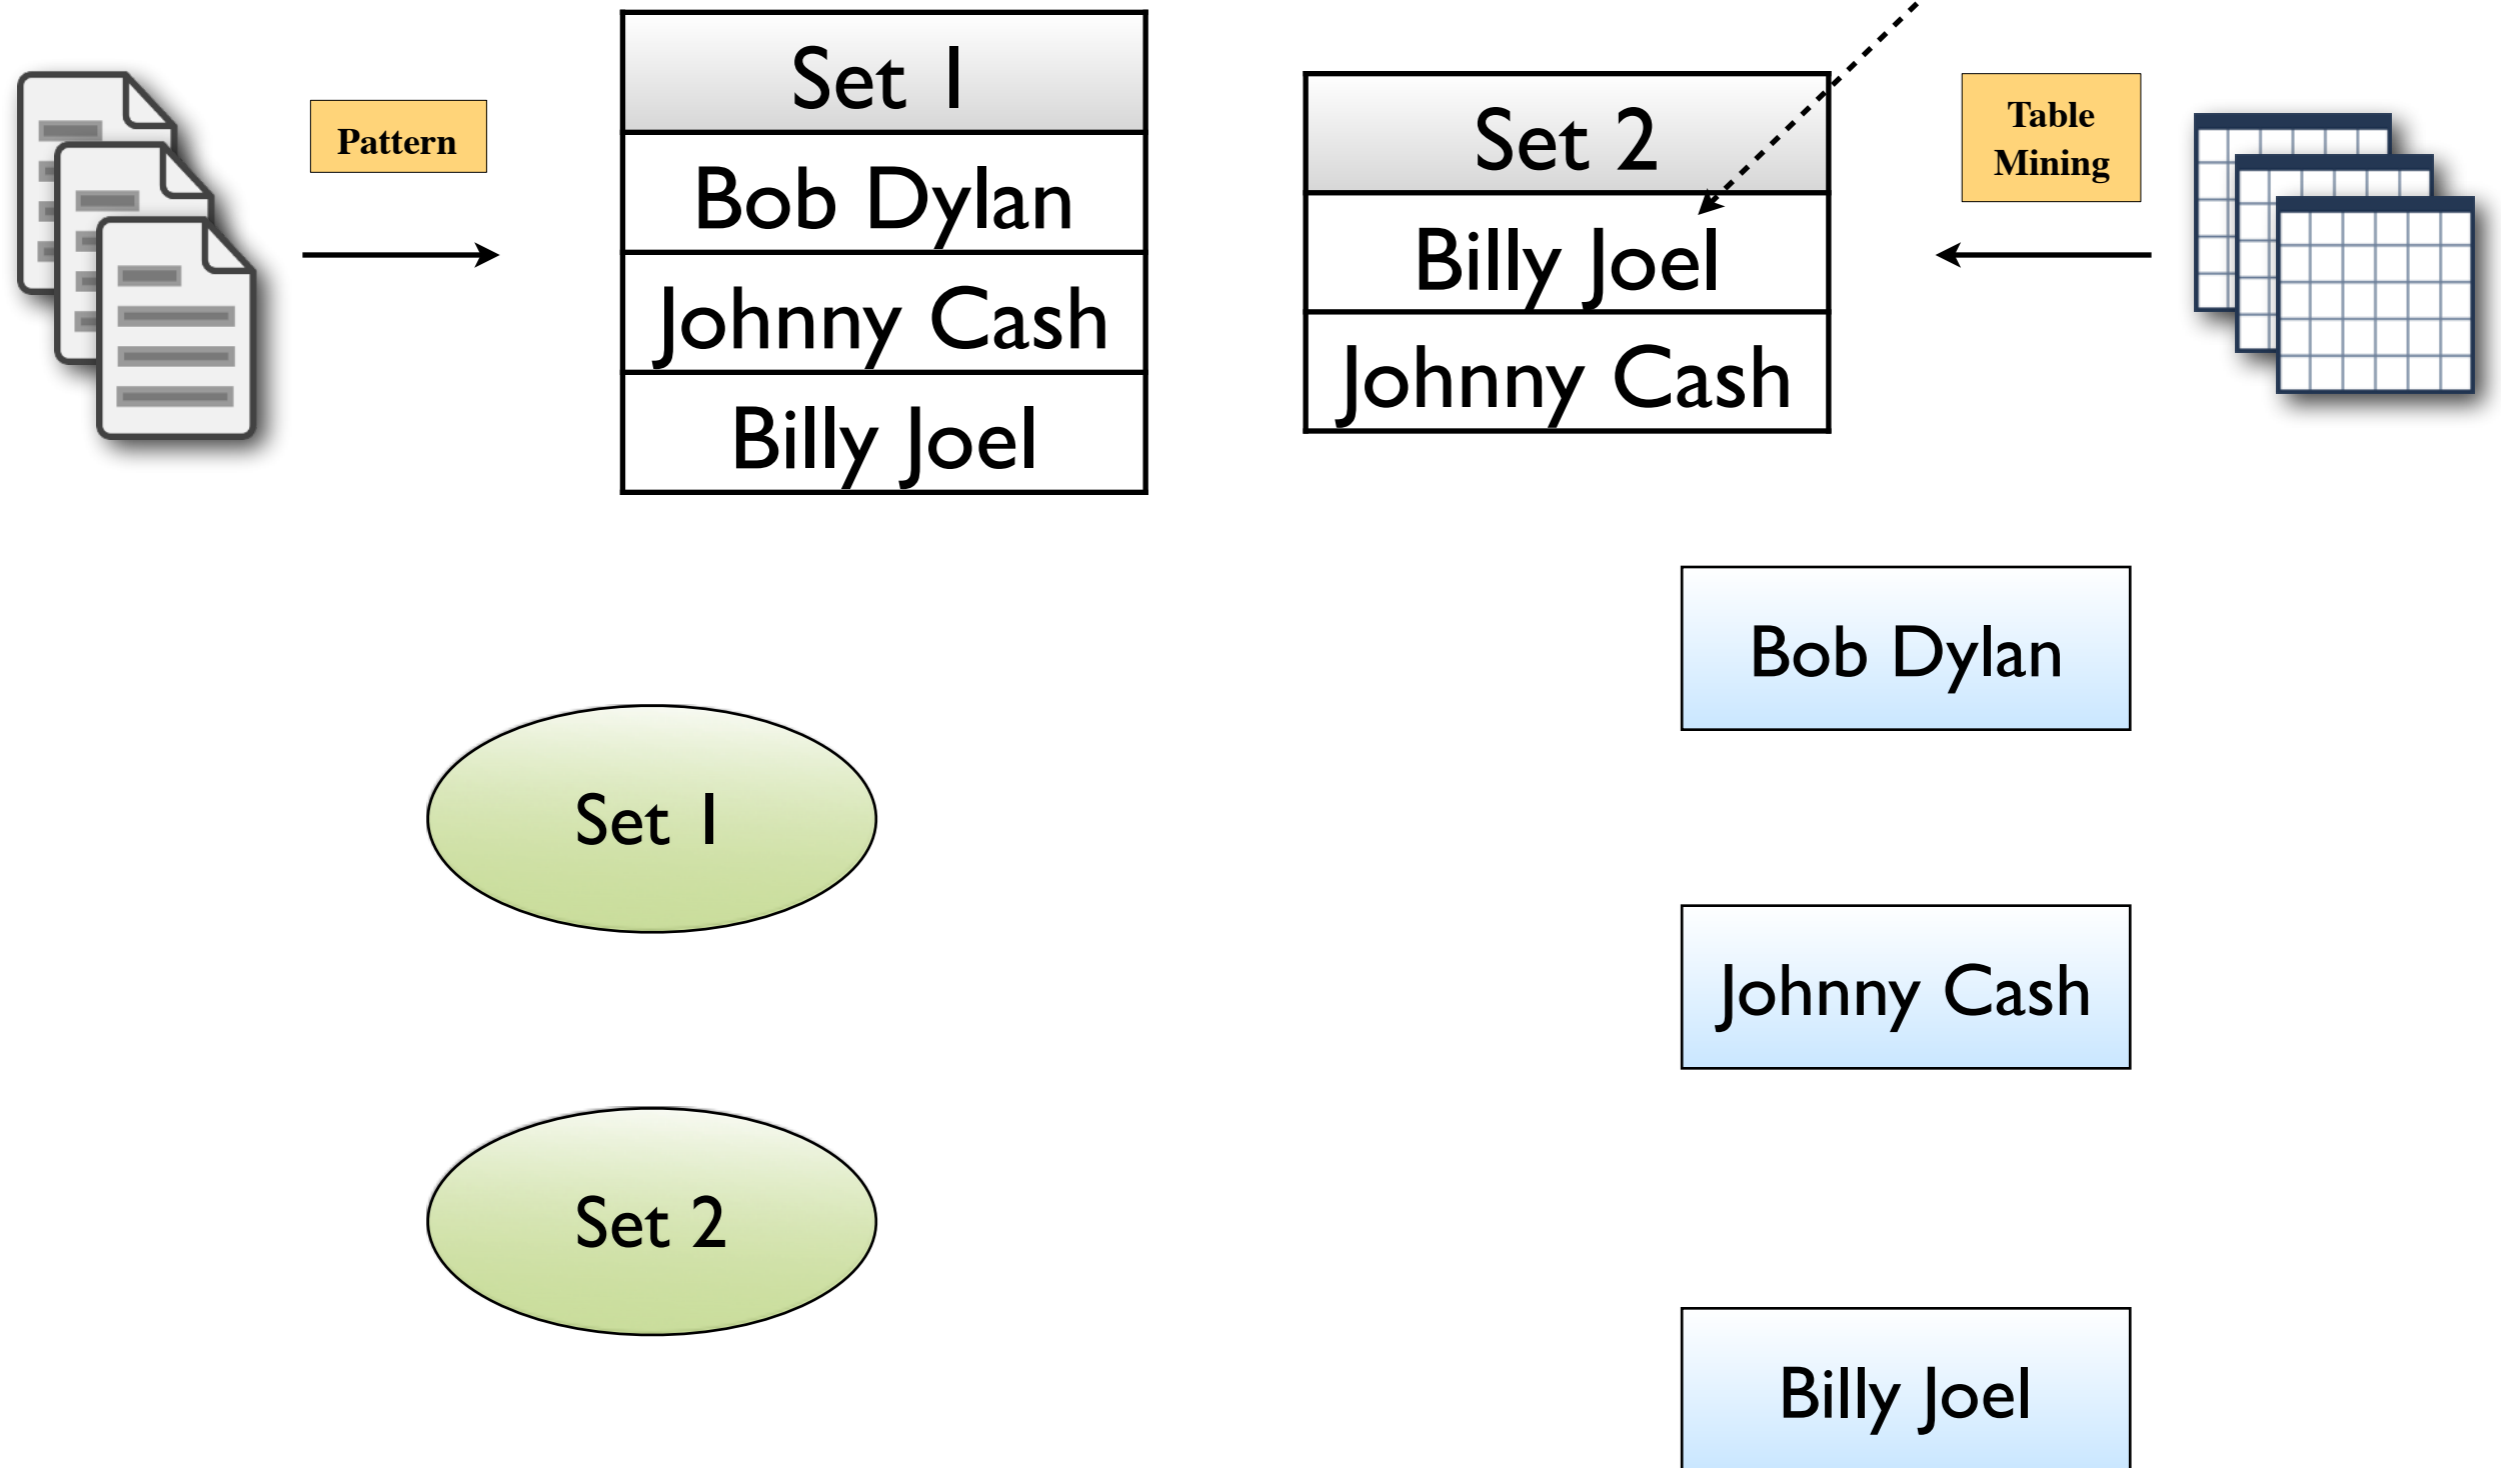 Pattern
Set 1
Bob Dylan
Johnny Cash
Billy Joel
Set 2
Billy Joel
Johnny Cash
Table
Mining
Bob Dylan
Set 1
Johnny Cash
Set 2
Billy Joel